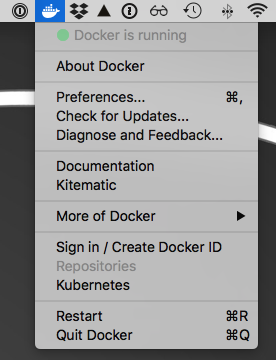 Docker is running
About Docker
Preferences... ⌘,
Check for Updates...
Diagnose and Feedback...
Documentation
Kitematic
More of Docker
Sign in / Create Docker ID
Repositories
Kubernetes
Restart ⌘R
Quit Docker ⌘Q